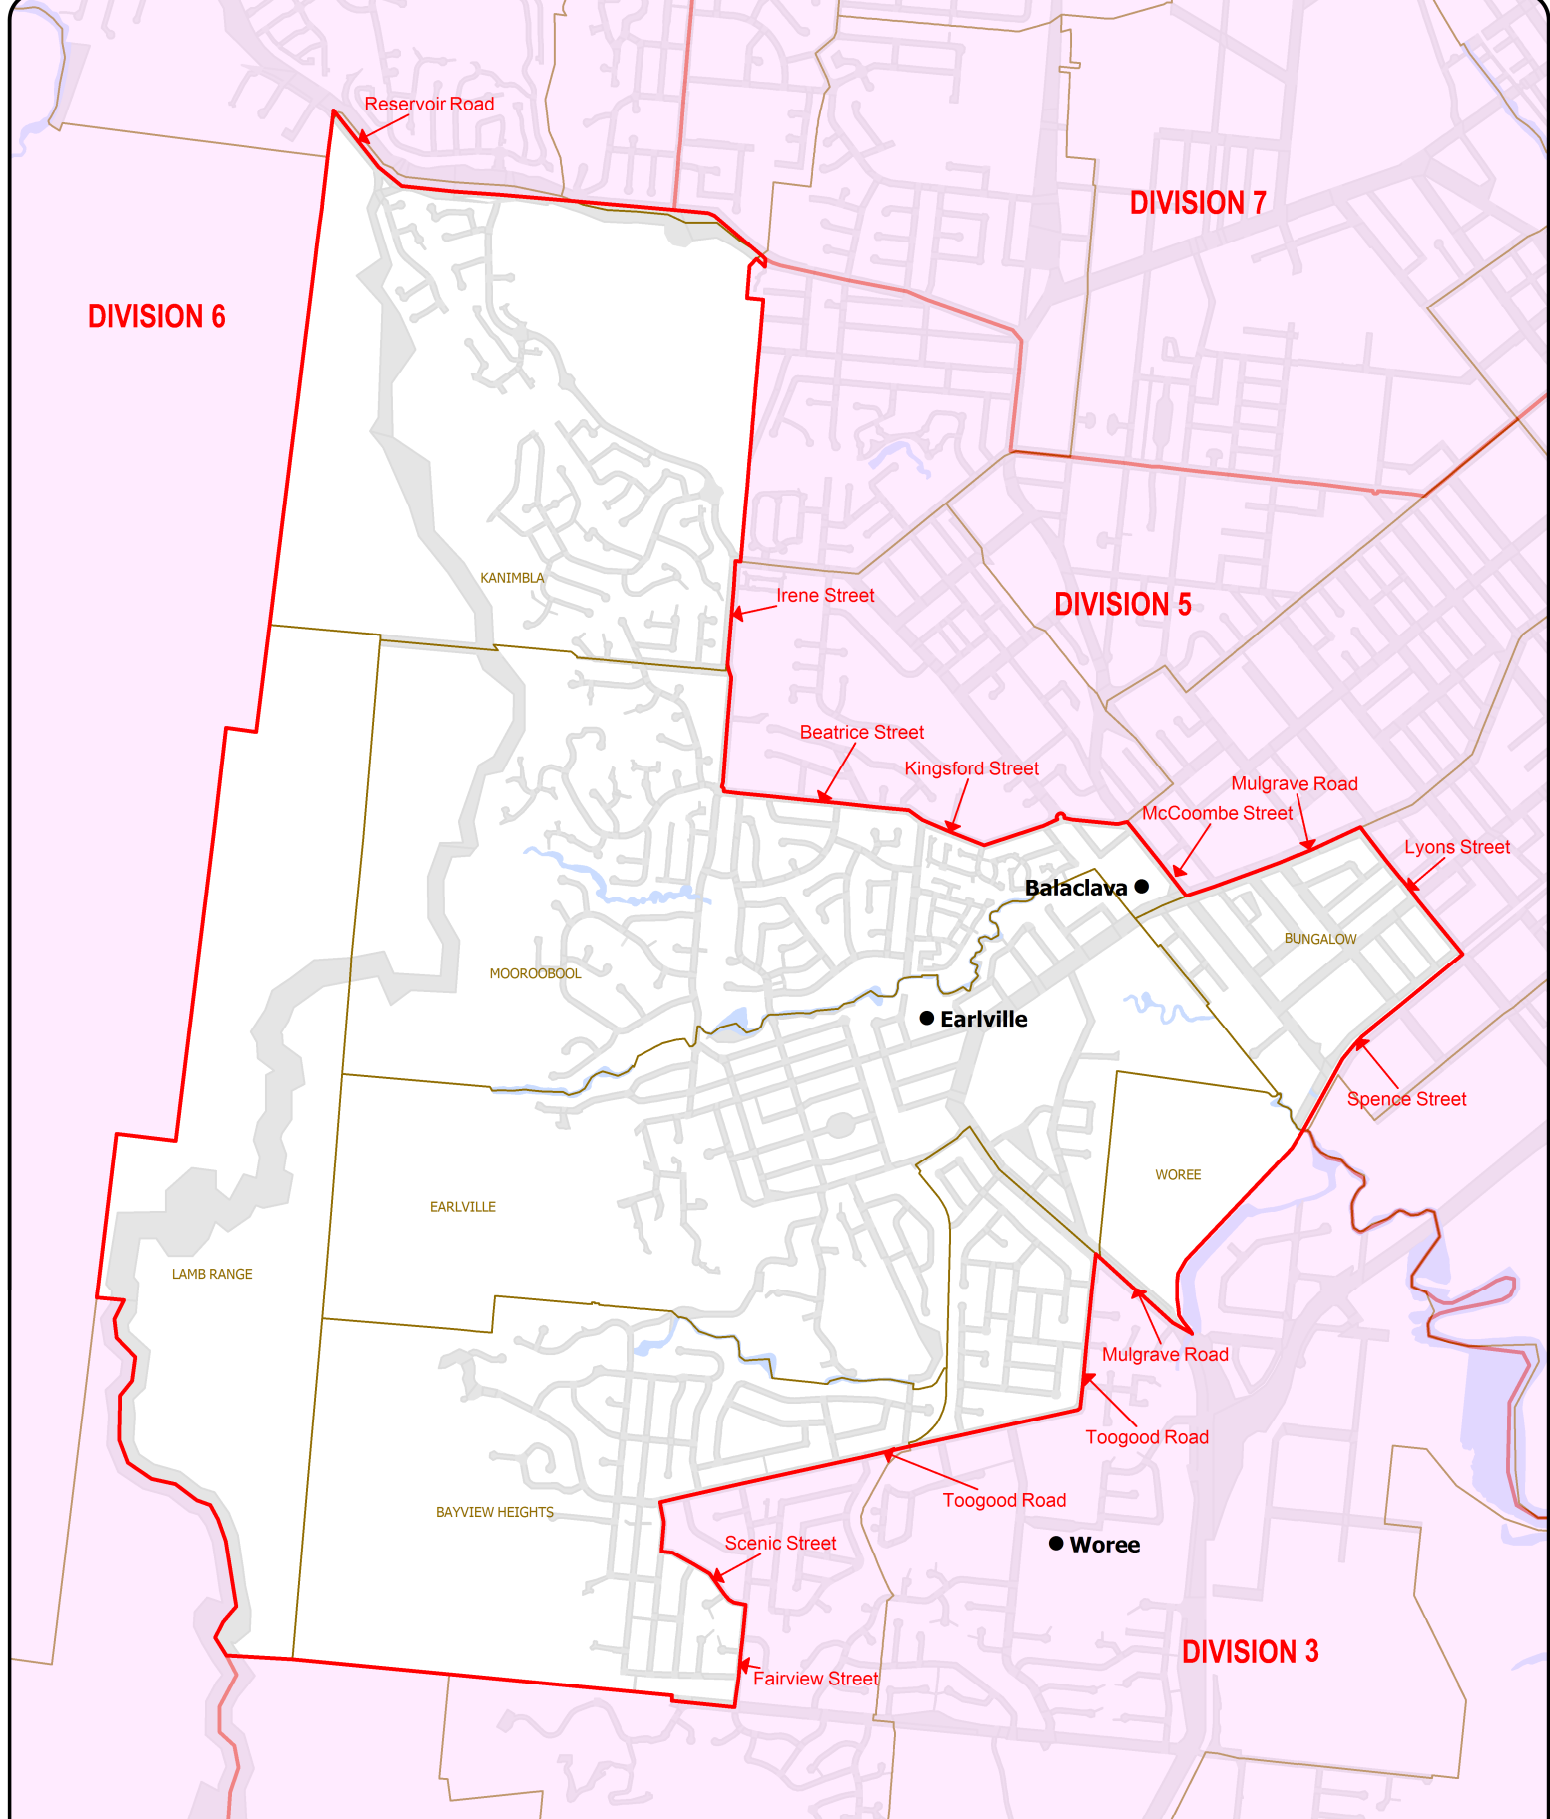 Reservoir Road
DIVISION 7
DIVISION 6
KANIMBLA
Irene Street
DIVISION 5
Beatrice Street
Kingsford Street
Mulgrave Road
McCoombe Street
Lyons Street
Balaclava
BUNGALOW
MOOROOBOOL
Earlville
Spence Street
WOREE
EARLVILLE
LAMB RANGE
Mulgrave Road
Toogood Road
Toogood Road
BAYVIEW HEIGHTS
Scenic Street
Woree
DIVISION 3
Fairview Street